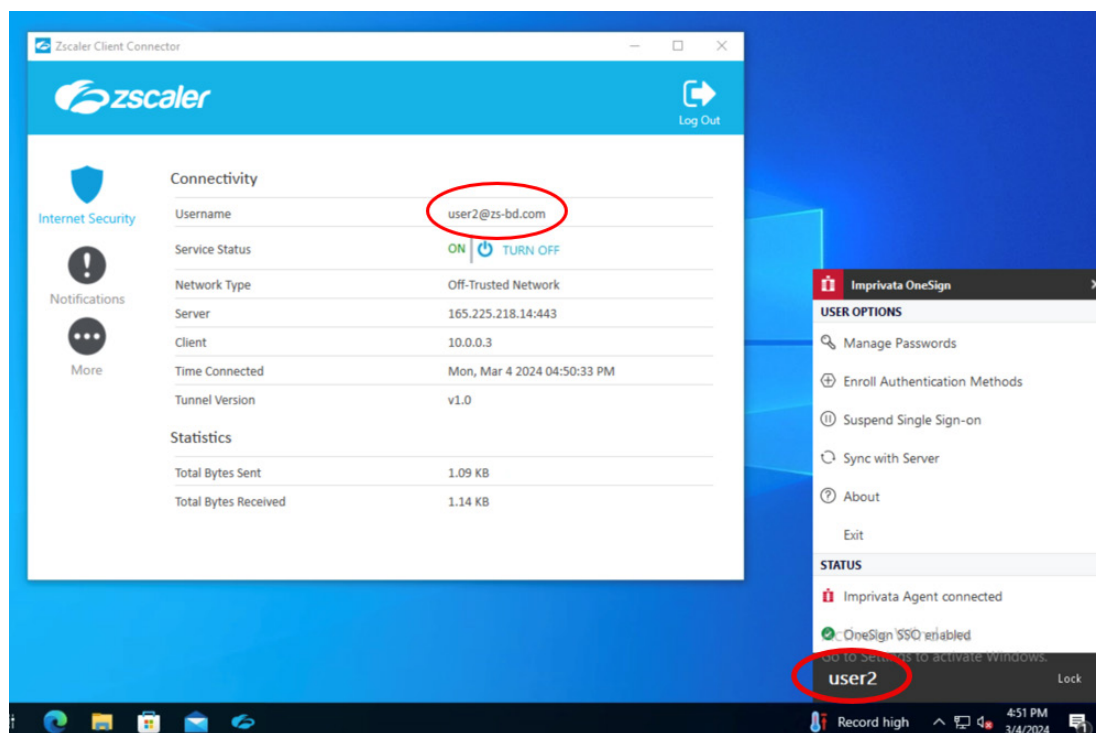 Zscaler Client Connector
zscaler
Log Out
Internet Security
Notifications
More
Connectivity
Username user2@zs-bd.com
Service Status ON TURN OFF
Network Type Off-Trusted Network
Server 165.225.218.14:443
Client 10.0.0.3
Time Connected Mon, Mar 4 2024 04:50:33 PM
Tunnel Version v1.0
Statistics
Total Bytes Sent 1.09 KB
Total Bytes Received 1.14 KB
Imprivata OneSign
USER OPTIONS
Manage Passwords
Enroll Authentication Methods
Suspend Single Sign-on
Sync with Server
About
Exit
STATUS
Imprivata Agent connected
OneSign SSO enabled
Go to Settings to activate Windows.
user2 Lock
Record high
4:51 PM
3/4/2024
1